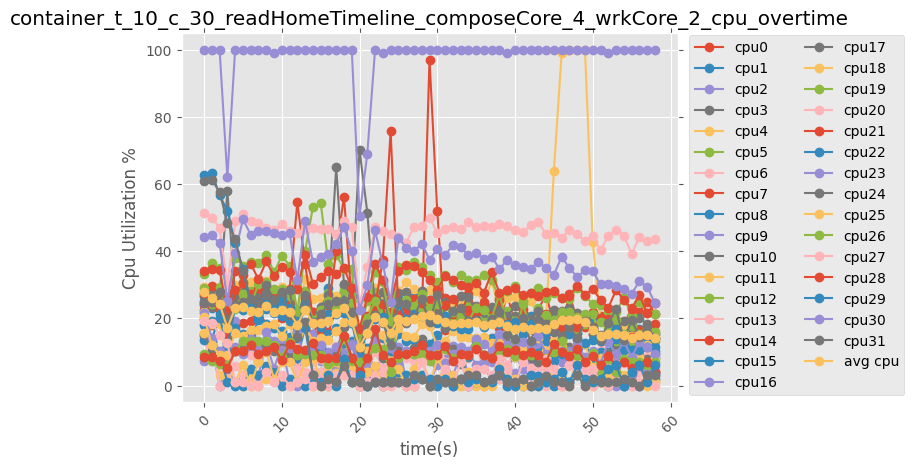 container_t_10_c_30_readHomeTimeline_composeCore_4_wrkCore_2_cpu_overtime
Cpu Utilization %
100
80
60
40
20
0
0 10 20 30 40 50 60
time(s)
cpu0
cpu1
cpu2
cpu3
cpu4
cpu5
cpu6
cpu7
cpu8
cpu9
cpu10
cpu11
cpu12
cpu13
cpu14
cpu15
cpu16
cpu17
cpu18
cpu19
cpu20
cpu21
cpu22
cpu23
cpu24
cpu25
cpu26
cpu27
cpu28
cpu29
cpu30
cpu31
avg cpu